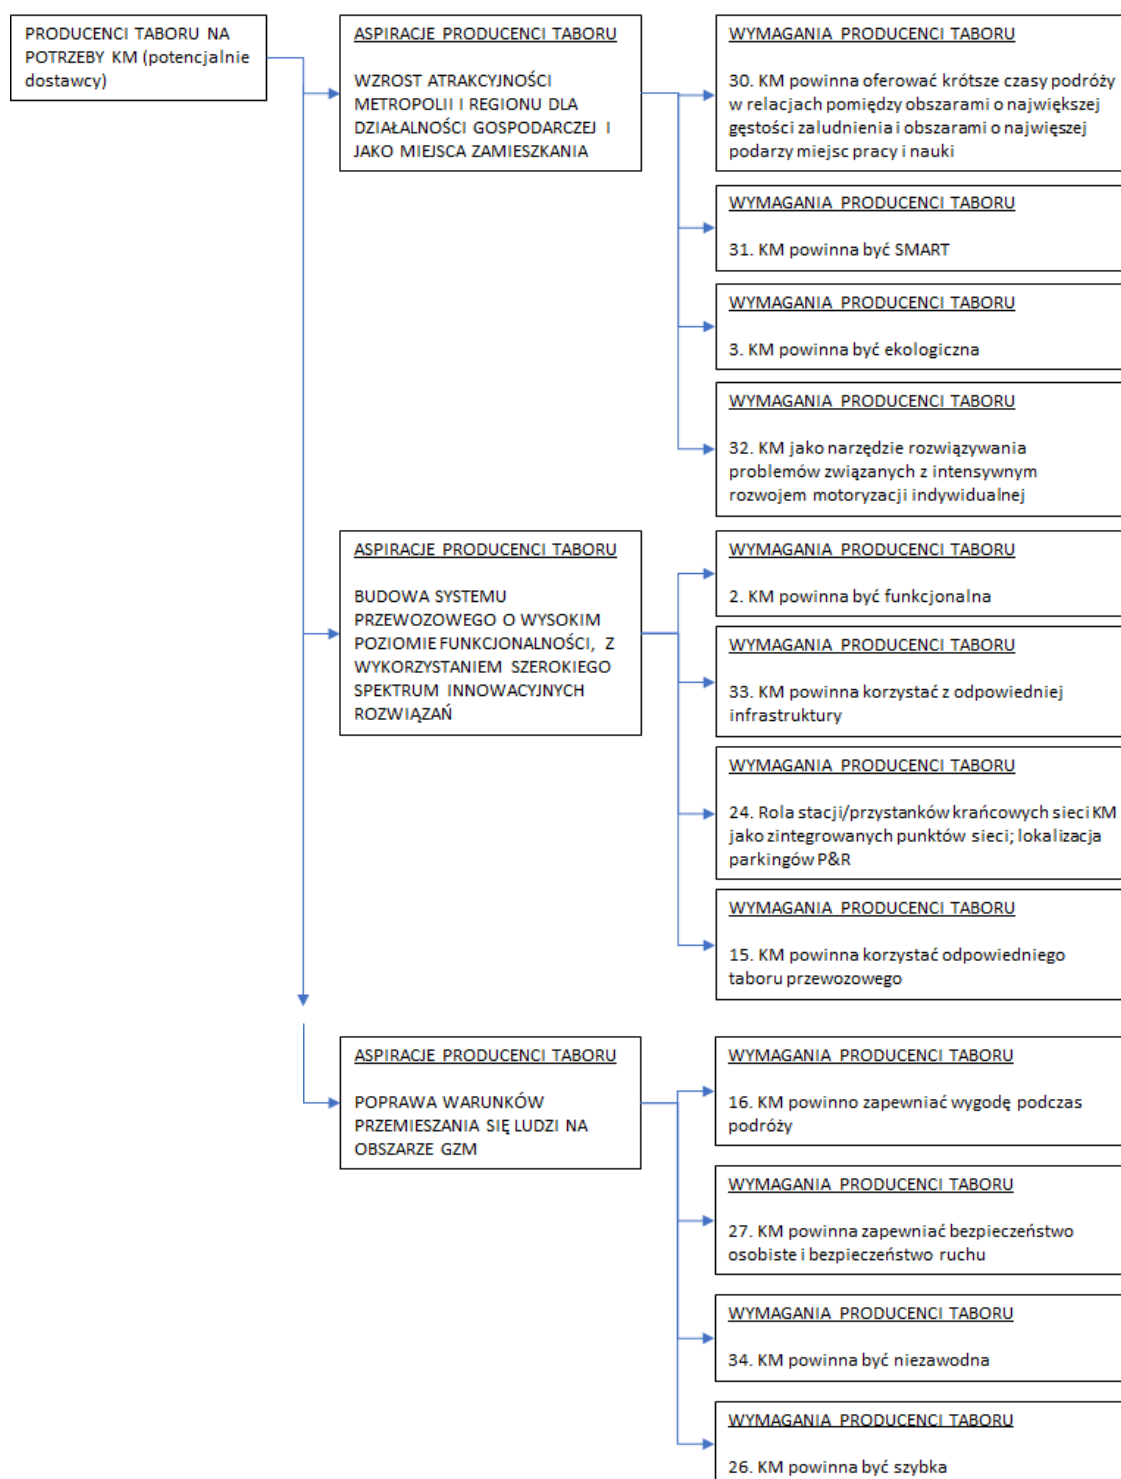 PRODUCENCI TABORU NA
POTRZEBY KM (potencjalnie
dostawcy)
ASPIRACJE PRODUCENCI TABORU
WZROST ATRAKCYJNOŚCI
METROPOLII I REGIONU DLA
DZIAŁALNOŚCI GOSPODARCZEJ I
JAKO MIEJSCA ZAMIESZKANIA
WYMAGANIA PRODUCENCI TABORU
30. KM powinna oferować krótsze czasy podróży
w relacjach pomiędzy obszarami o największej
gęstości zaludnienia i obszarami o najwięszej
podarzy miejsc pracy i nauki
WYMAGANIA PRODUCENCI TABORU
31. KM powinna być SMART
WYMAGANIA PRODUCENCI TABORU
3. KM powinna być ekologiczna
WYMAGANIA PRODUCENCI TABORU
32. KM jako narzędzie rozwiązywania
problemów związanych z intensywnym
rozwojem motoryzacji indywidualnej
ASPIRACJE PRODUCENCI TABORU
BUDOWA SYSTEMU
PRZEWOZOWEGO O WYSOKIM
POZIOMIE FUNKCJONALNOŚCI, Z
WYKORZYSTANIEM SZEROKIEGO
SPEKTRUM INNOWACYJNYCH
ROZWIĄZAŃ
WYMAGANIA PRODUCENCI TABORU
2. KM powinna być funkcjonalna
WYMAGANIA PRODUCENCI TABORU
33. KM powinna korzystać z odpowiedniej
infrastruktury
WYMAGANIA PRODUCENCI TABORU
24. Rola stacji/przystanków krańcowych sieci KM
jako zintegrowanych punktów sieci; lokalizacja
parkingów P&R
WYMAGANIA PRODUCENCI TABORU
15. KM powinna korzystać odpowiedniego
taboru przewozowego
ASPIRACJE PRODUCENCI TABORU
POPRAWA WARUNKÓW
PRZEMIESZANIA SIĘ LUDZI NA
OBSZARZE GZM
WYMAGANIA PRODUCENCI TABORU
16. KM powinno zapewniać wygodę podczas
podróży
WYMAGANIA PRODUCENCI TABORU
27. KM powinna zapewniać bezpieczeństwo
osobiste i bezpieczeństwo ruchu
WYMAGANIA PRODUCENCI TABORU
34. KM powinna być niezawodna
WYMAGANIA PRODUCENCI TABORU
26. KM powinna być szybka